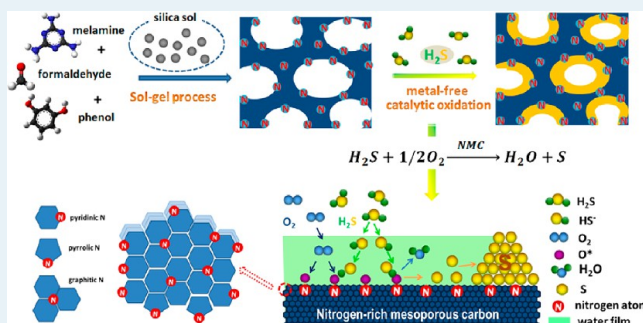 melamine
+
formaldehyde
+
phenol
silica sol
Sol-gel process
H₂S
metal-free
catalytic oxidation
H₂S + 1/2O₂ —NMC→ H₂O + S
pyridinic N
pyrrolic N
graphitic N
O₂
H₂S
S
Nitrogen-rich mesoporous carbon
H₂S
HS⁻
O₂
O*
H₂O
S
N nitrogen atom
water film